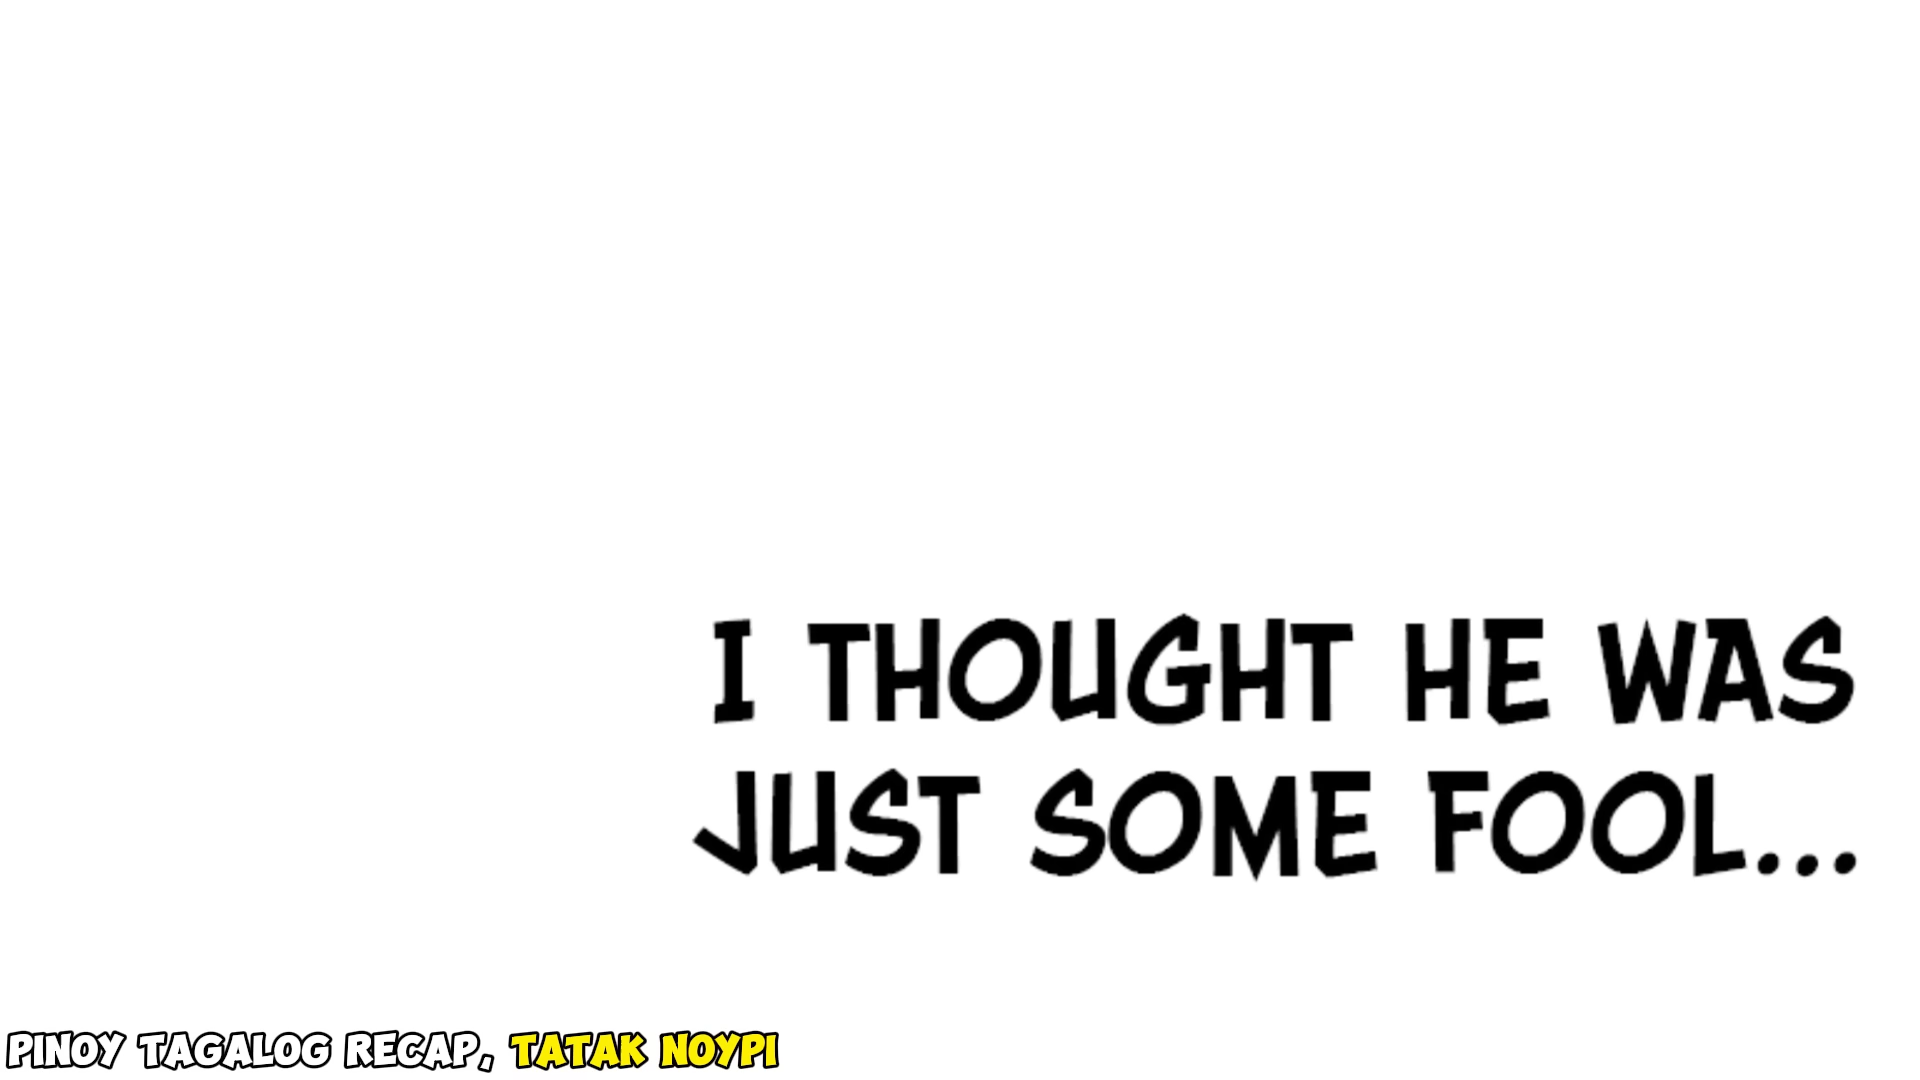 I THOUGHT HE WAS
JUST SOME FOOL...
PINOY TAGALOG RECAP, TATAK NOYPI